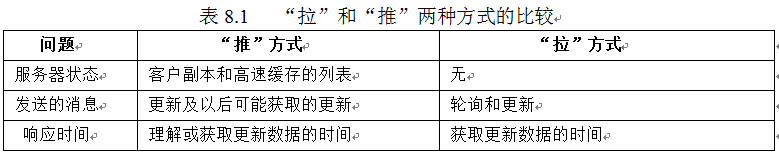 表 8.1 “拉”和“推”两种方式的比较
问题 “推”方式 “拉”方式
服务器状态 客户副本和高速缓存的列表 无
发送的消息 更新及以后可能获取的更新 轮询和更新
响应时间 理解或获取更新数据的时间 获取更新数据的时间